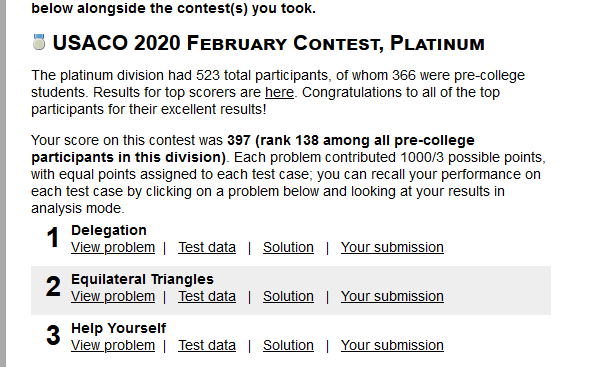 below alongside the contest(s) you took.
USACO 2020 February Contest, Platinum
The platinum division had 523 total participants, of whom 366 were pre-college
students. Results for top scorers are here. Congratulations to all of the top
participants for their excellent results!
Your score on this contest was 397 (rank 138 among all pre-college
participants in this division). Each problem contributed 1000/3 possible points,
with equal points assigned to each test case; you can recall your performance on
each test case by clicking on a problem below and looking at your results in
analysis mode.
1 Delegation
View problem | Test data | Solution | Your submission
2 Equilateral Triangles
View problem | Test data | Solution | Your submission
3 Help Yourself
View problem | Test data | Solution | Your submission